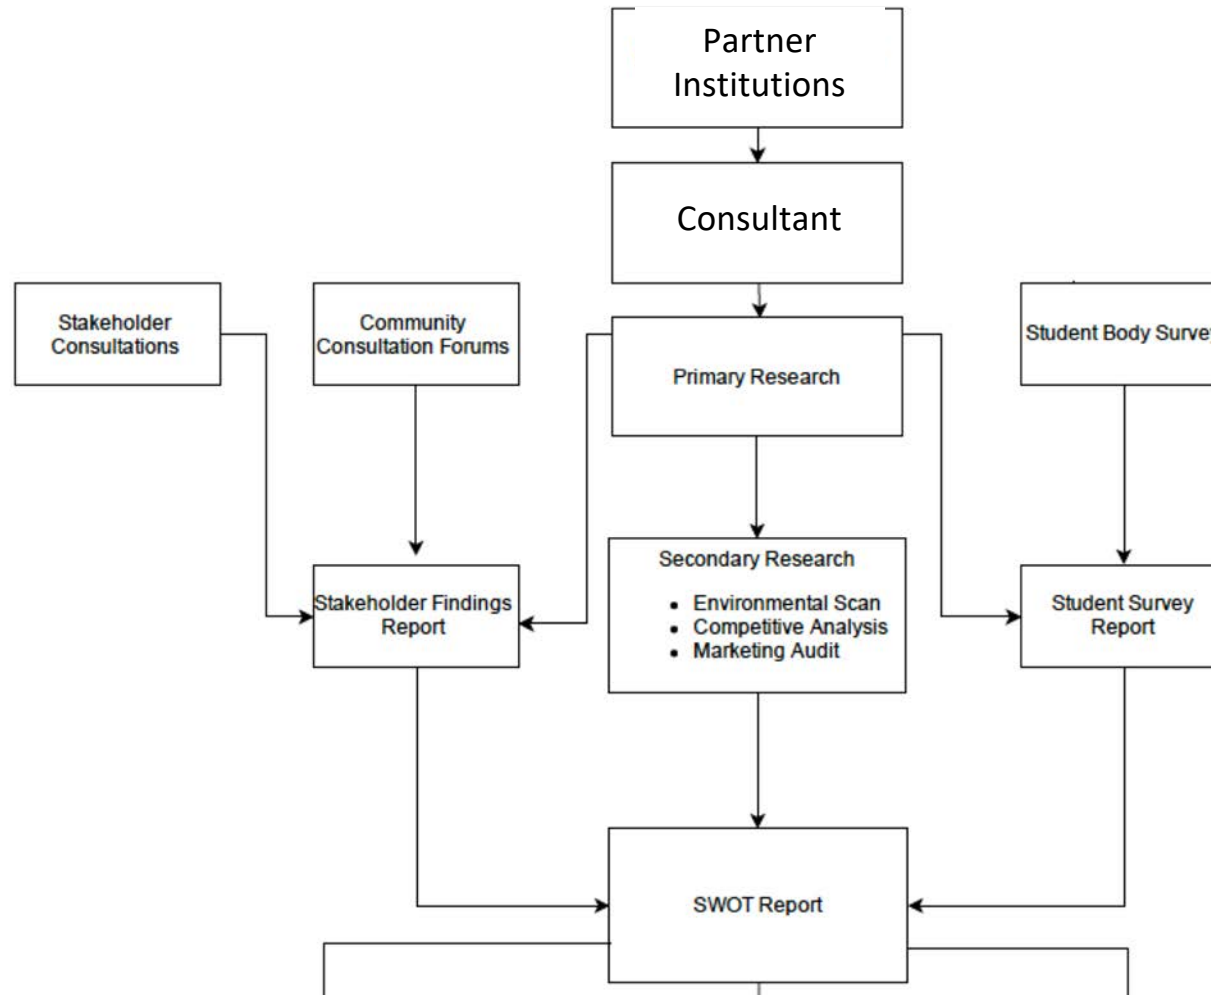 Partner
Institutions
Consultant
Stakeholder
Consultations
Community
Consultation Forums
Primary Research
Student Body Survey
Secondary Research
• Environmental Scan
• Competitive Analysis
• Marketing Audit
Stakeholder Findings
Report
Student Survey
Report
SWOT Report